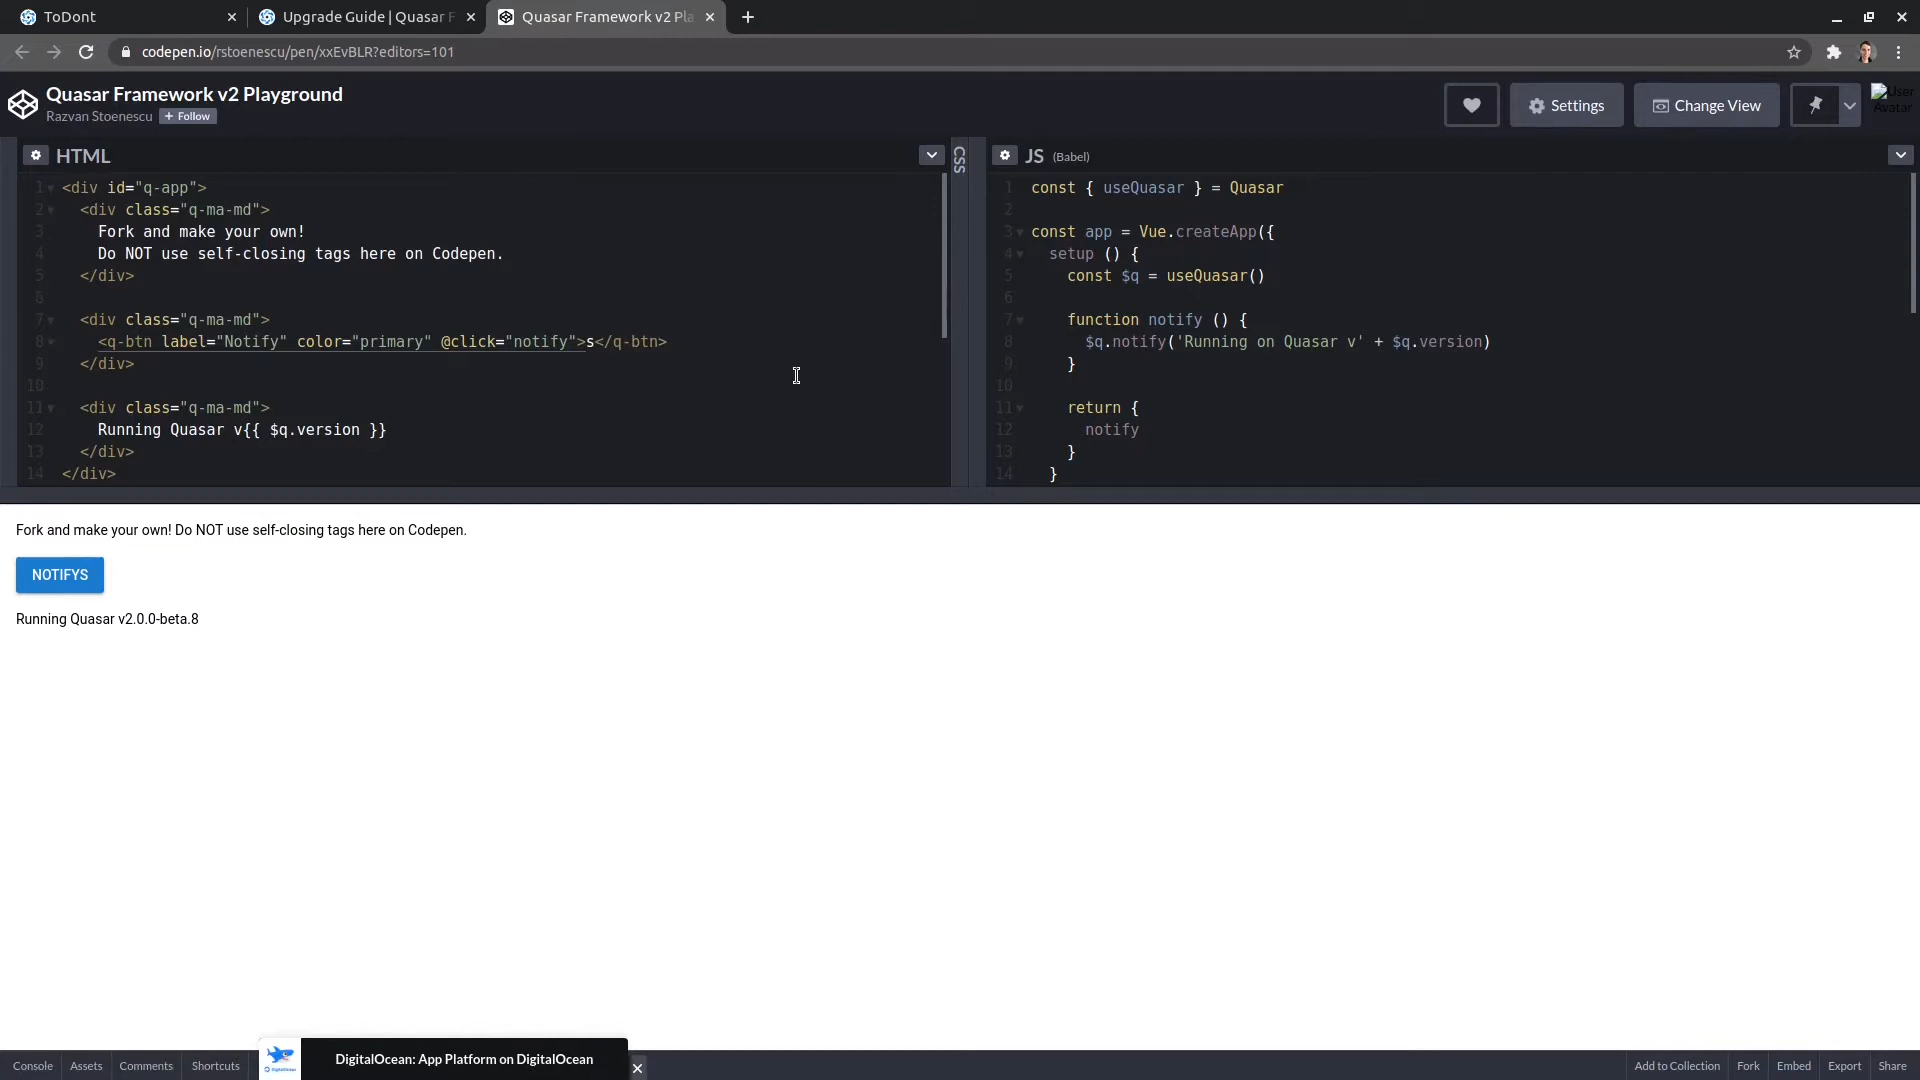 ToDont
Upgrade Guide | Quasar F
Quasar Framework v2 Pla
codepen.io/rstoenescu/pen/xxEvBLR?editors=101
Quasar Framework v2 Playground
Razvan Stoenescu
+ Follow
Settings
Change View
User Avatar
HTML
1 <div id="q-app">
2 <div class="q-ma-md">
3 Fork and make your own!
4 Do NOT use self-closing tags here on Codepen.
5 </div>
6
7 <div class="q-ma-md">
8 <q-btn label="Notify" color="primary" @click="notify">s</q-btn>
9 </div>
10
11 <div class="q-ma-md">
12 Running Quasar v{{ $q.version }}
13 </div>
14 </div>
CSS
JS (Babel)
1 const { useQuasar } = Quasar
2
3 const app = Vue.createApp({
4 setup () {
5 const $q = useQuasar()
6
7 function notify () {
8 $q.notify('Running on Quasar v' + $q.version)
9 }
10
11 return {
12 notify
13 }
14 }
Fork and make your own! Do NOT use self-closing tags here on Codepen.
NOTIFYS
Running Quasar v2.0.0-beta.8
Console
Assets
Comments
Shortcuts
DigitalOcean
DigitalOcean: App Platform on DigitalOcean
Add to Collection
Fork
Embed
Export
Share